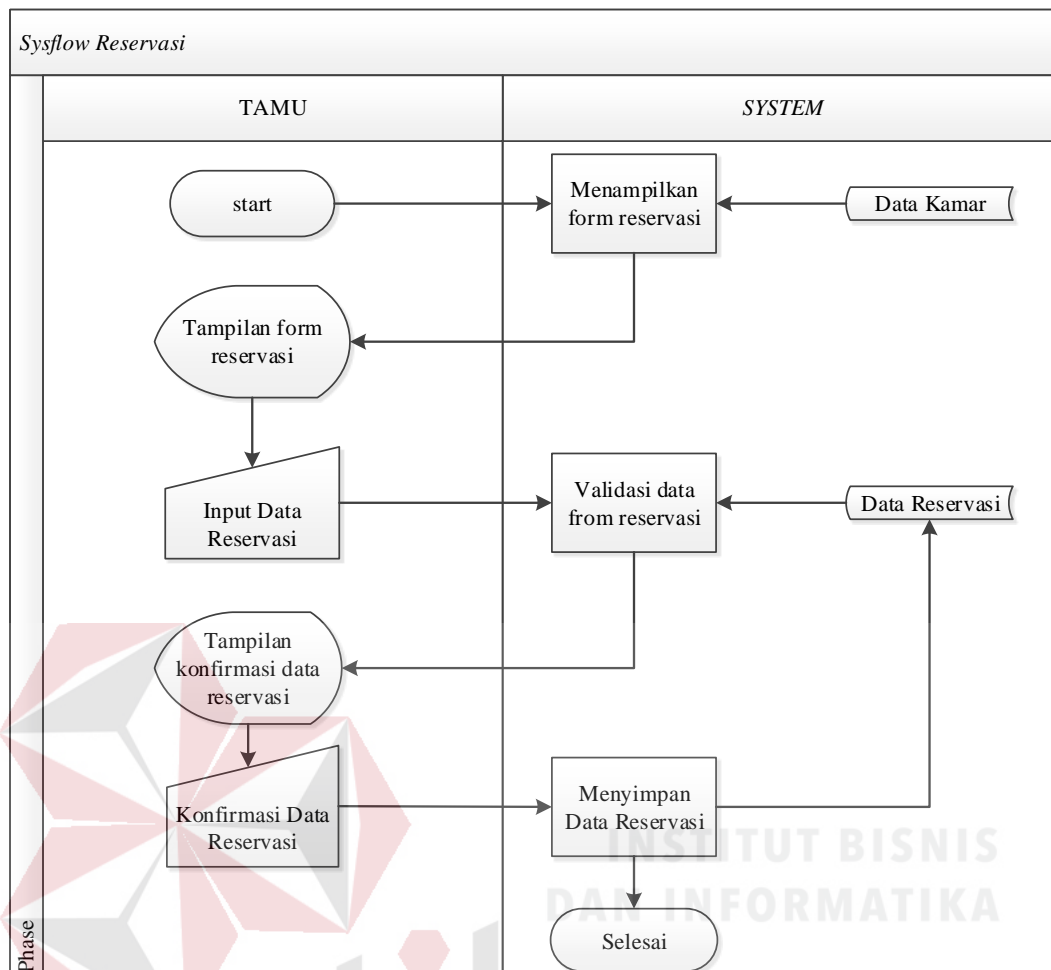 Sysflow Reservasi
TAMU
SYSTEM
start
Menampilkan
form reservasi
Data Kamar
Tampilan form
reservasi
Input Data
Reservasi
Validasi data
from reservasi
Data Reservasi
Tampilan
konfirmasi data
reservasi
Konfirmasi Data
Reservasi
Menyimpan
Data Reservasi
Selesai
Phase
INSTITUT BISNIS
DAN INFORMATIKA